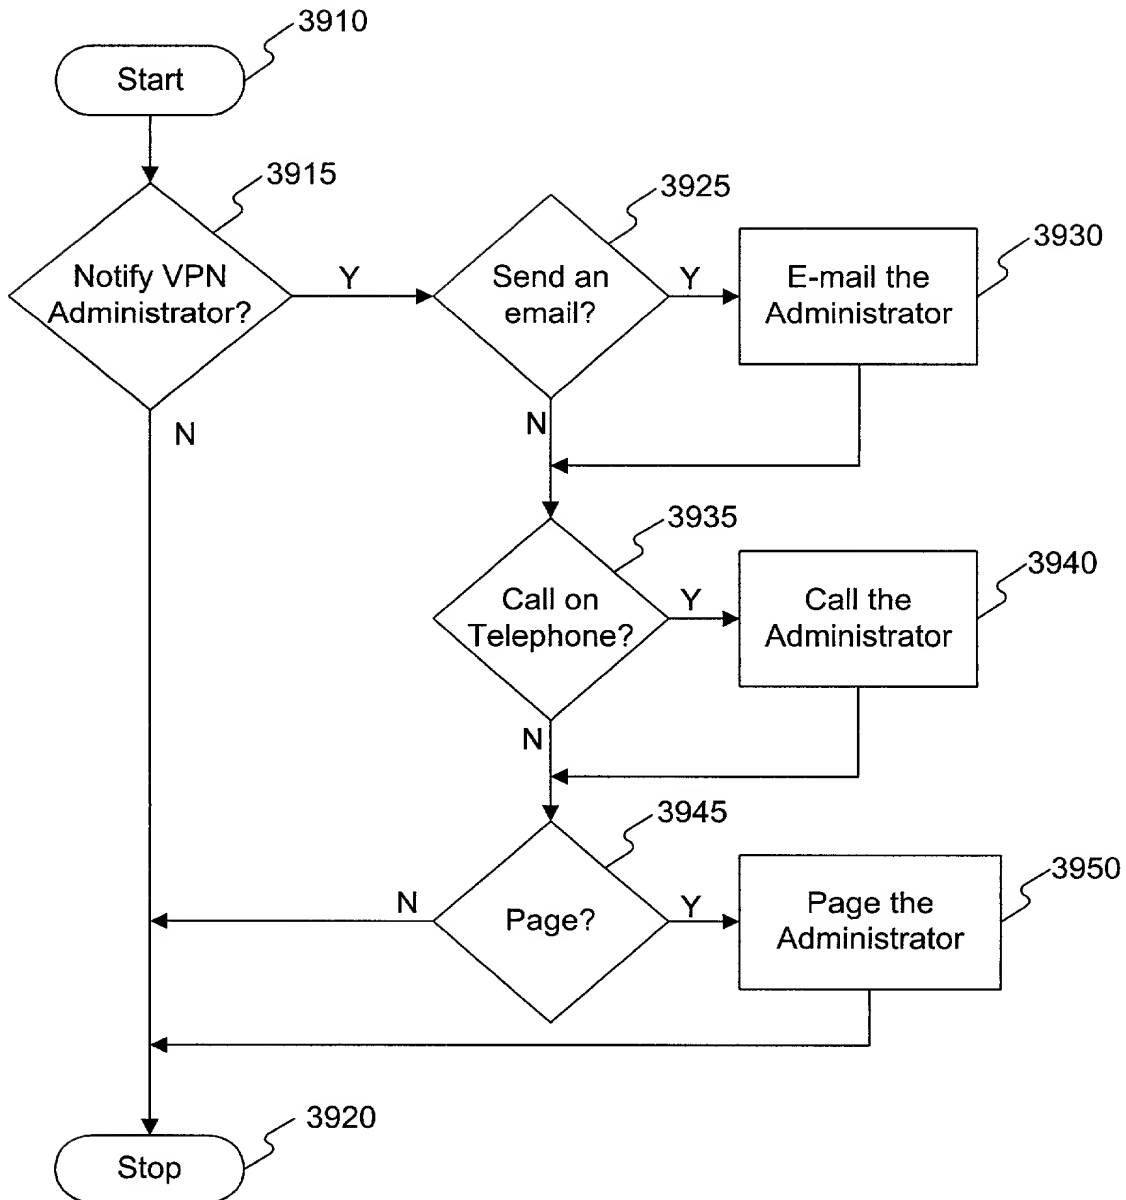 3910
Start
3915
Notify VPN
Administrator?
Y
N
3925
Send an
email?
Y
N
3930
E-mail the
Administrator
3935
Call on
Telephone?
Y
N
3940
Call the
Administrator
3945
Page?
N
Y
3950
Page the
Administrator
3920
Stop